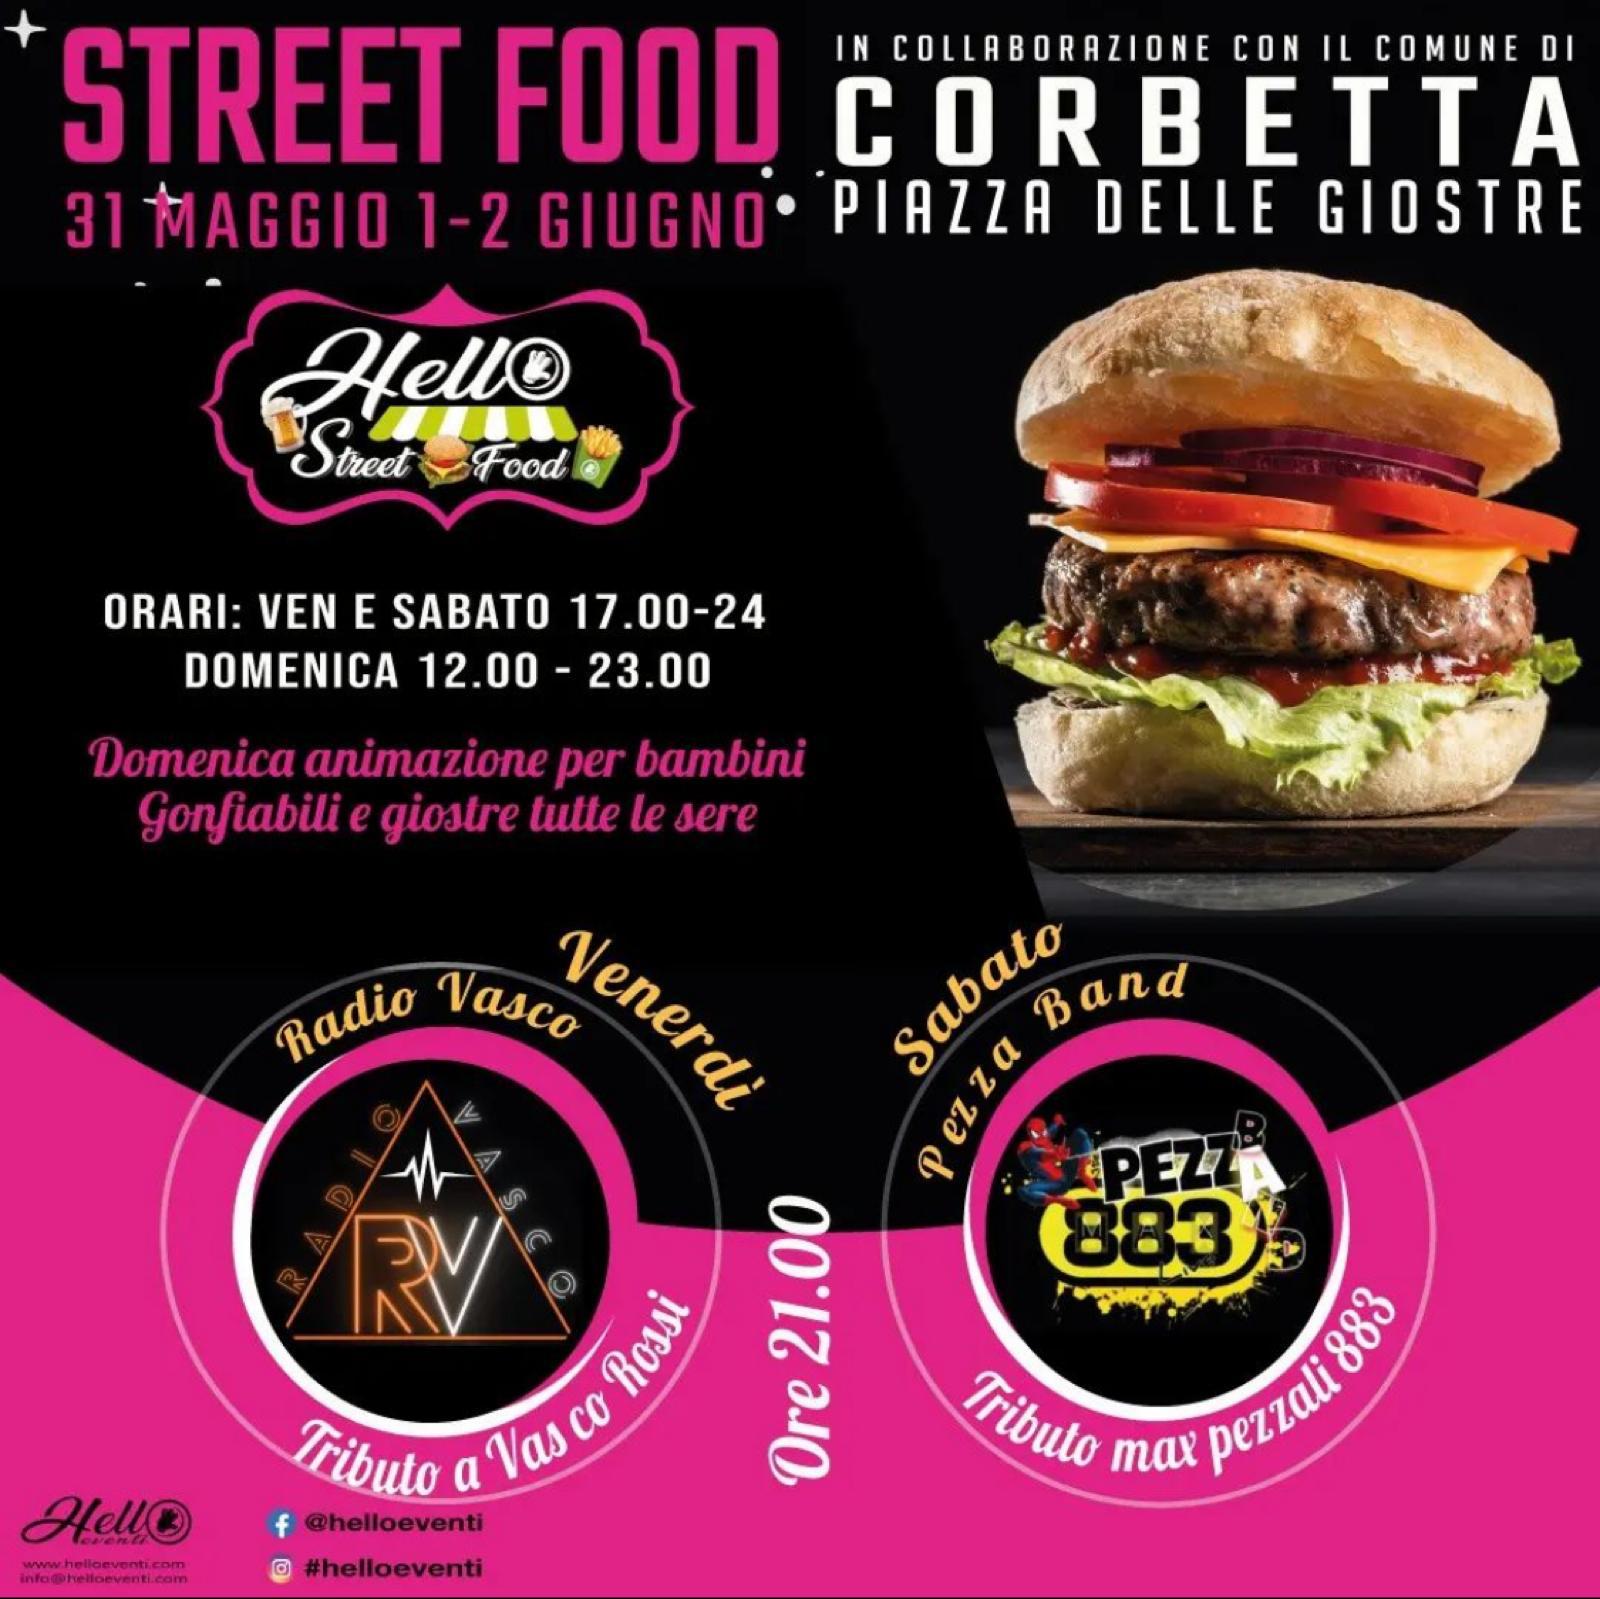 STREET FOOD
31 MAGGIO 1-2 GIUGNO
IN COLLABORAZIONE CON IL COMUNE DI
CORBETTA
PIAZZA DELLE GIOSTRE
Hello
Street Food
ORARI: VEN E SABATO 17.00-24
DOMENICA 12.00 - 23.00
Domenica animazione per bambini
Gonfiabili e giostre tutte le sere
Venerdì
Radio Vasco
RADIO VASCO
RV
Tributo a Vasco Rossi
Ore 21.00
Sabato
Pezza Band
PEZZA
BAND
883
Tributo max pezzali 883
Hello
eventi
www.helloeventi.com
info@helloeventi.com
@helloeventi
#helloeventi